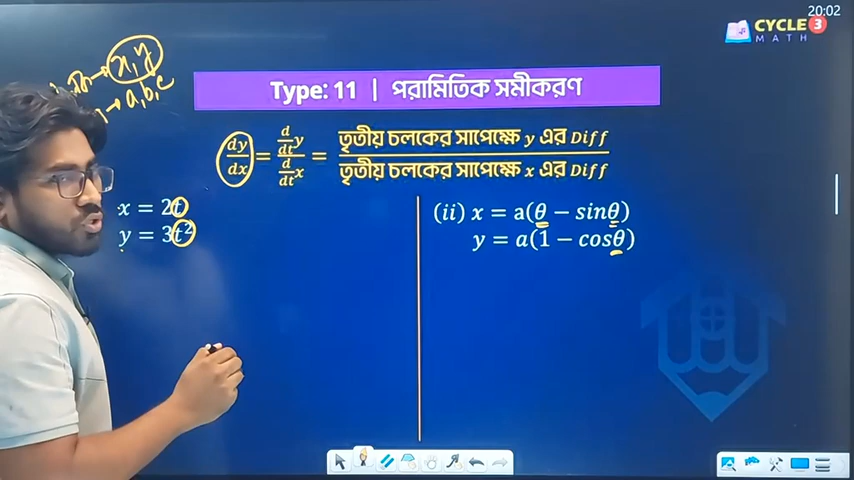 20:02
CYCLE 3
MATH
→ x, y
→ a, b, c
Type: 11 | পরামিতিক সমীকরণ
dy/dx = (d/dt y)/(d/dt x) = তৃতীয় চলকের সাপেক্ষে y এর Diff / তৃতীয় চলকের সাপেক্ষে x এর Diff
x = 2t
y = 3t²
(ii) x = a(θ − sinθ)
y = a(1 − cosθ)